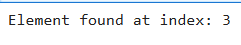 Element found at index: 3